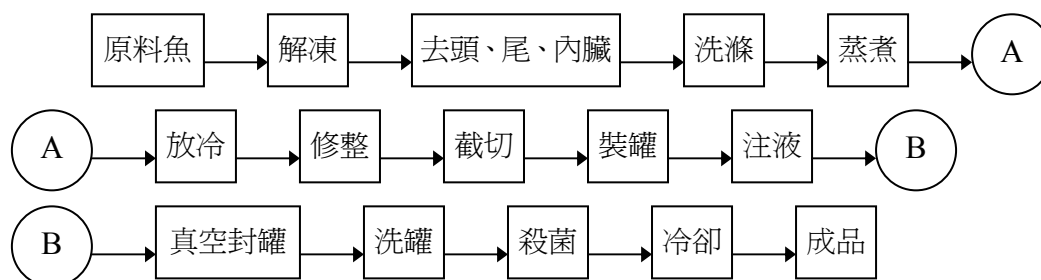 原料魚 解凍 去頭、尾、內臟 洗滌 蒸煮 A
A 放冷 修整 截切 裝罐 注液 B
B 真空封罐 洗罐 殺菌 冷卻 成品